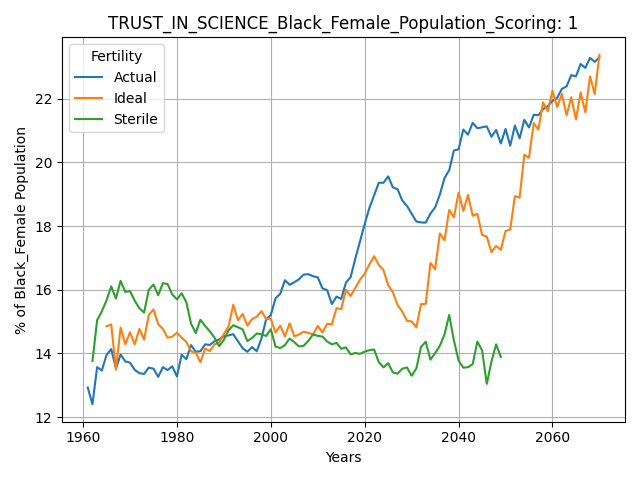 TRUST_IN_SCIENCE_Black_Female_Population_Scoring: 1
Fertility
Actual
Ideal
Sterile
% of Black_Female Population
22
20
18
16
14
12
1960 1980 2000 2020 2040 2060
Years